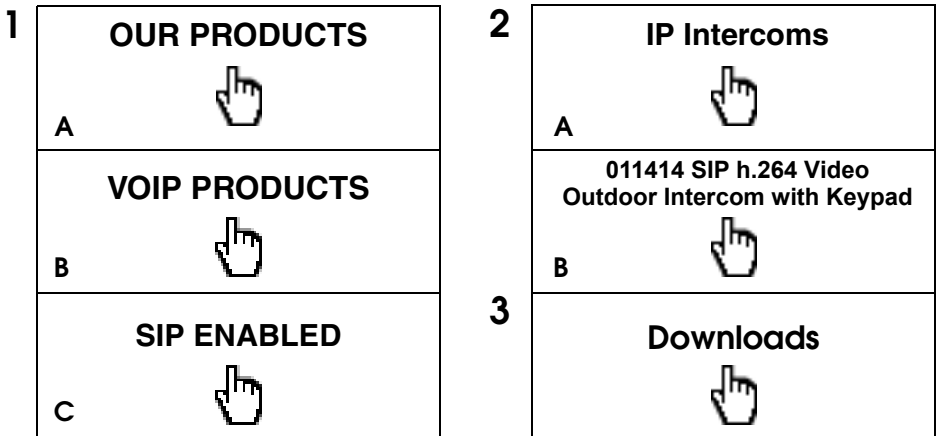 1
OUR PRODUCTS
A
VOIP PRODUCTS
B
SIP ENABLED
C
2
IP Intercoms
A
011414 SIP h.264 Video
Outdoor Intercom with Keypad
B
3
Downloads